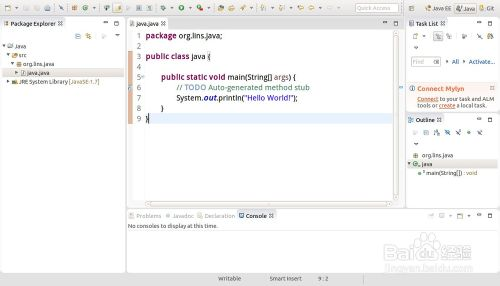 Quick Access
Java EE
Java
Git
Package Explorer
Java
src
org.lins.java
java.java
JRE System Library [JavaSE-1.7]
java.java
1 package org.lins.java;
2
3 public class java {
4
5 public static void main(String[] args) {
6 // TODO Auto-generated method stub
7 System.out.println("Hello World!");
8 }
9 }
Task List
Find
All
Activate...
Connect Mylyn
Connect to your task and ALM
tools or create a local task.
Outline
org.lins.java
java
main(String[]) : void
Problems
Javadoc
Declaration
Console
No consoles to display at this time.
Writable
Smart Insert
9 : 2
Baidu 经验
jingyan.baidu.com